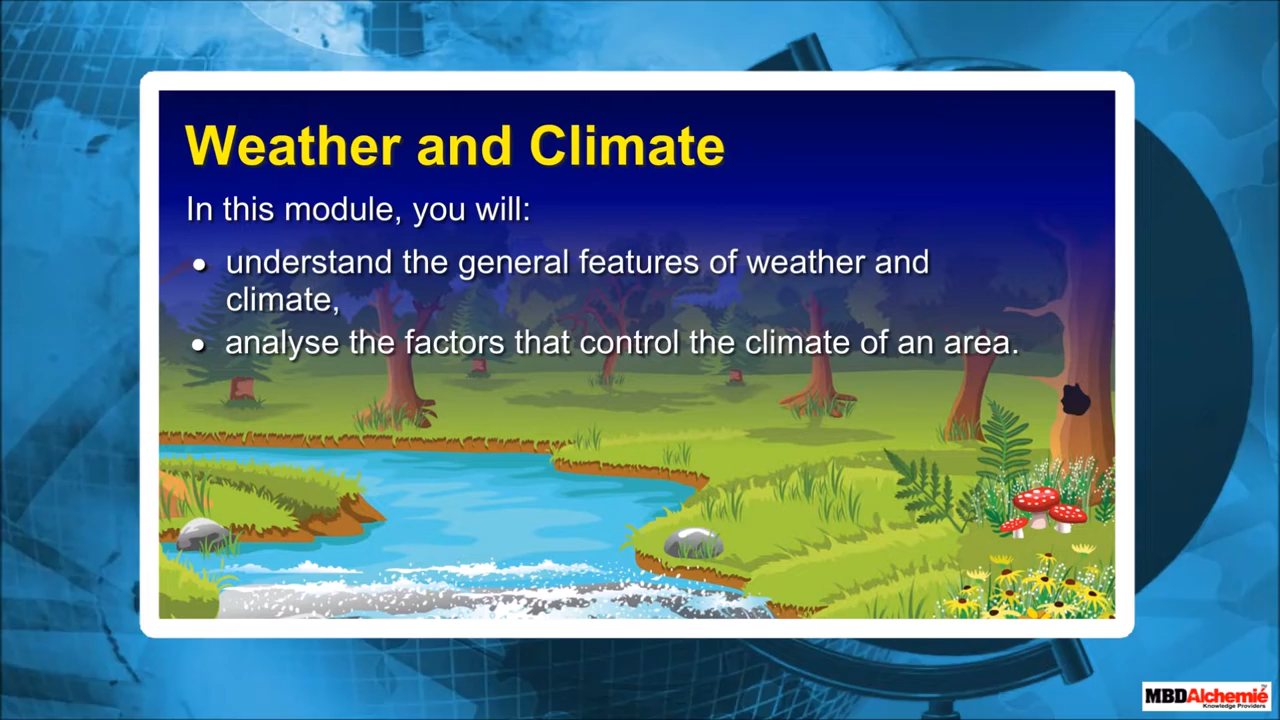 Weather and Climate
In this module, you will:
• understand the general features of weather and
climate,
• analyse the factors that control the climate of an area.
MBDAlchemié
Knowledge Providers